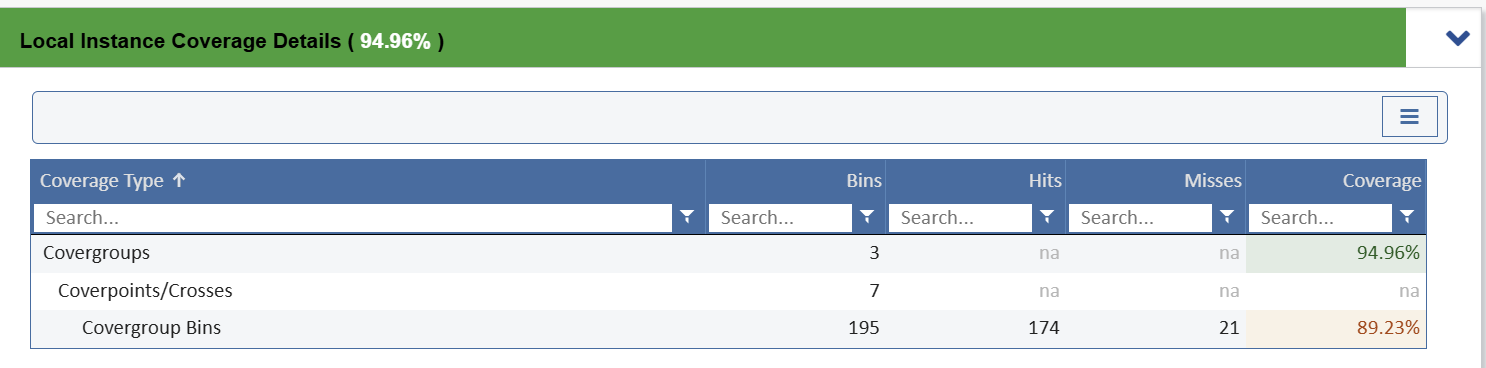 Local Instance Coverage Details ( 94.96% )
Coverage Type ↑ Bins Hits Misses Coverage
Search... Search... Search... Search... Search...
Covergroups 3 na na 94.96%
Coverpoints/Crosses 7 na na na
Covergroup Bins 195 174 21 89.23%